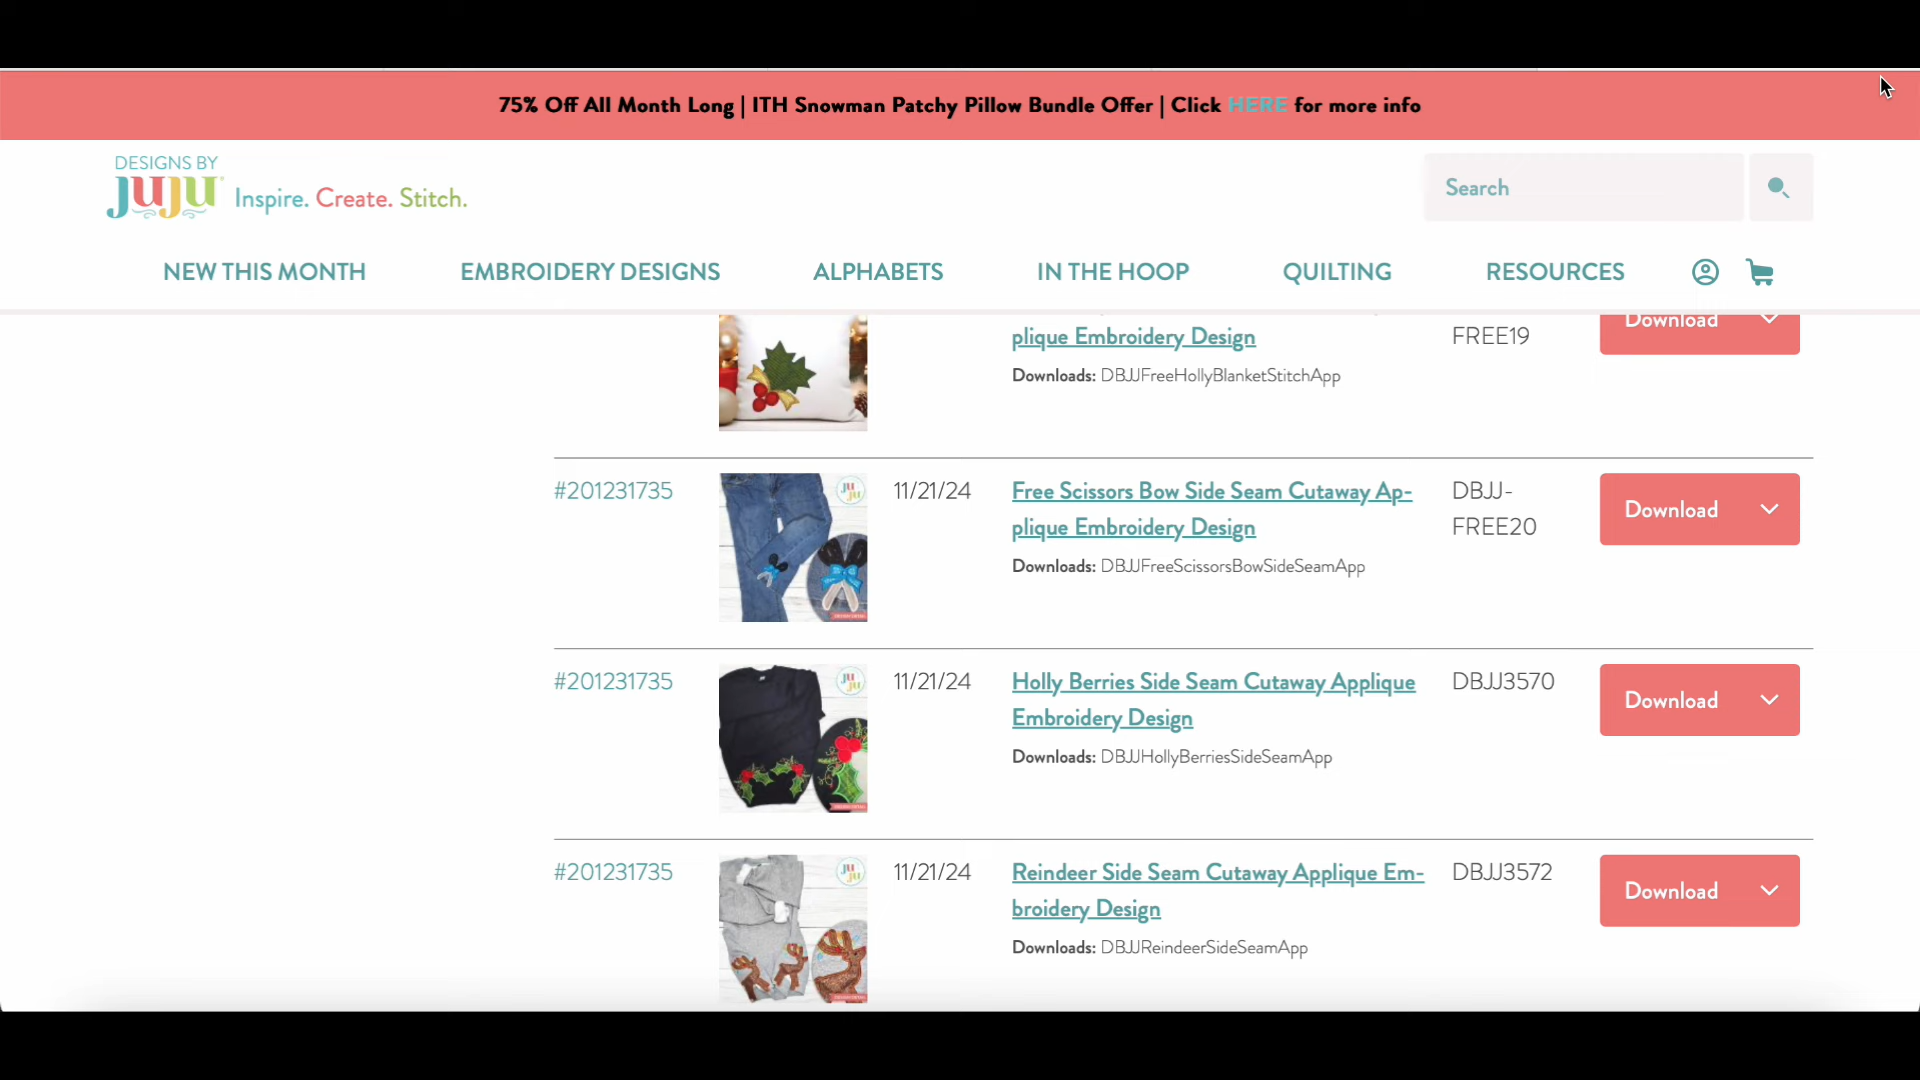 75% Off All Month Long | ITH Snowman Patchy Pillow Bundle Offer | Click HERE for more info
DESIGNS BY
JUJU Inspire. Create. Stitch.
Search
NEW THIS MONTH EMBROIDERY DESIGNS ALPHABETS IN THE HOOP QUILTING RESOURCES
plique Embroidery Design FREE19 Download
Downloads: DBJJFreeHollyBlanketStitchApp
#201231735 11/21/24 Free Scissors Bow Side Seam Cutaway Ap- DBJJ- Download
plique Embroidery Design FREE20
Downloads: DBJJFreeScissorsBowSideSeamApp
#201231735 11/21/24 Holly Berries Side Seam Cutaway Applique DBJJ3570 Download
Embroidery Design
Downloads: DBJJHollyBerriesSideSeamApp
#201231735 11/21/24 Reindeer Side Seam Cutaway Applique Em- DBJJ3572 Download
broidery Design
Downloads: DBJJReindeerSideSeamApp